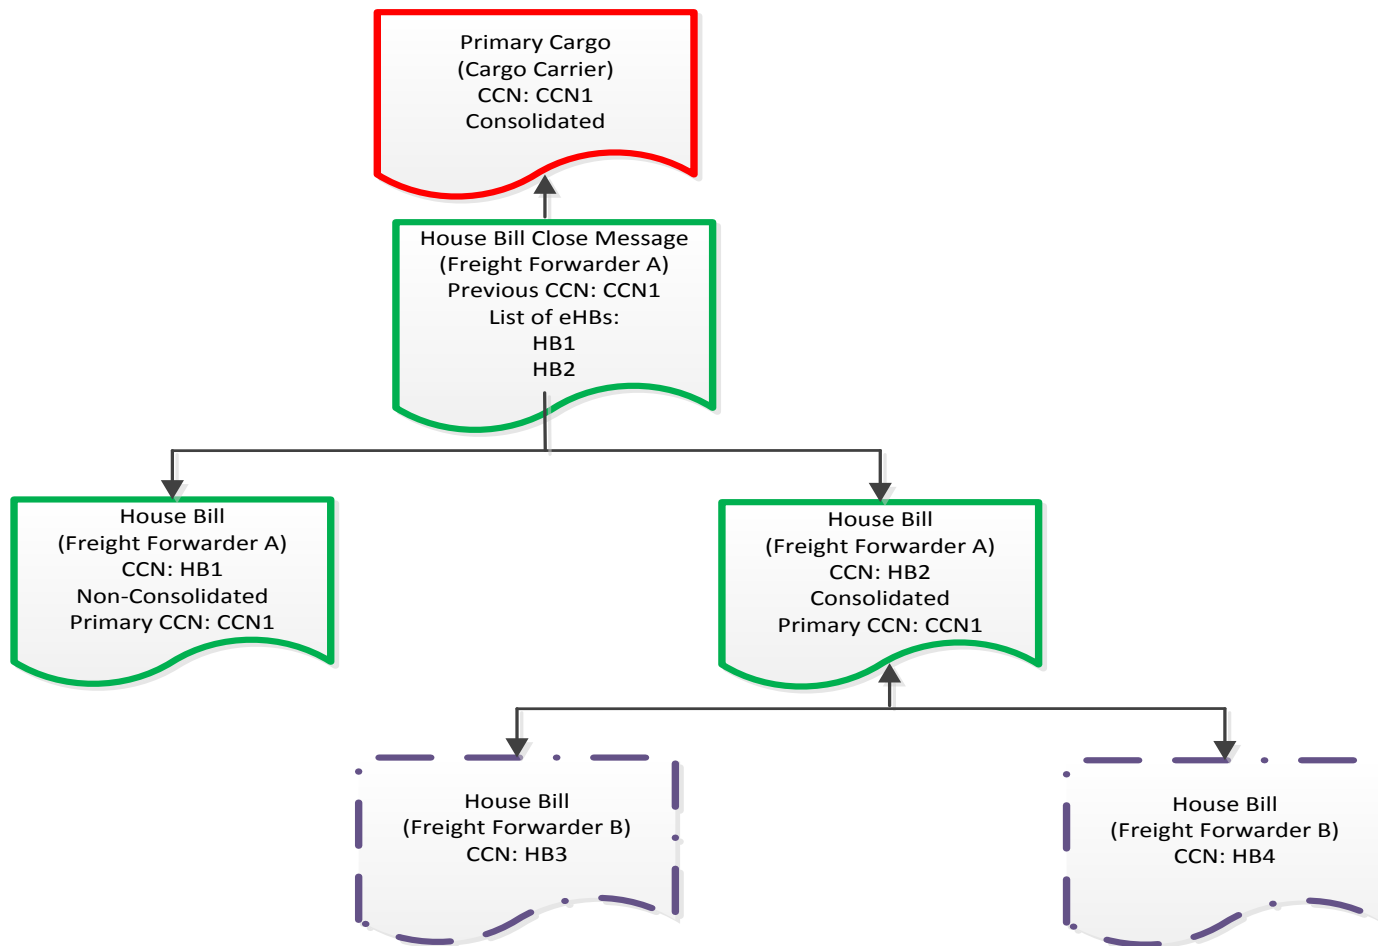 Primary Cargo
(Cargo Carrier)
CCN: CCN1
Consolidated
House Bill Close Message
(Freight Forwarder A)
Previous CCN: CCN1
List of eHBs:
HB1
HB2
House Bill
(Freight Forwarder A)
CCN: HB1
Non-Consolidated
Primary CCN: CCN1
House Bill
(Freight Forwarder A)
CCN: HB2
Consolidated
Primary CCN: CCN1
House Bill
(Freight Forwarder B)
CCN: HB3
House Bill
(Freight Forwarder B)
CCN: HB4